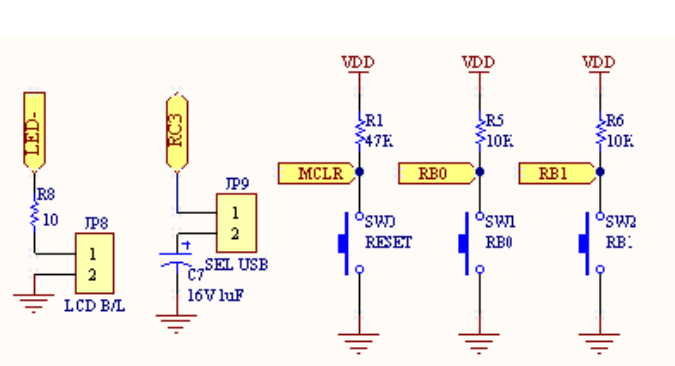 LED-
R8
10
JP8
1
2
LCD B/L
RC3
JP9
1
2
SEL USB
+
C7
16V 1uF
VDD
R1
47K
MCLR
SW0
RESET
VDD
R5
10K
RB0
SW1
RB0
VDD
R6
10K
RB1
SW2
RB1